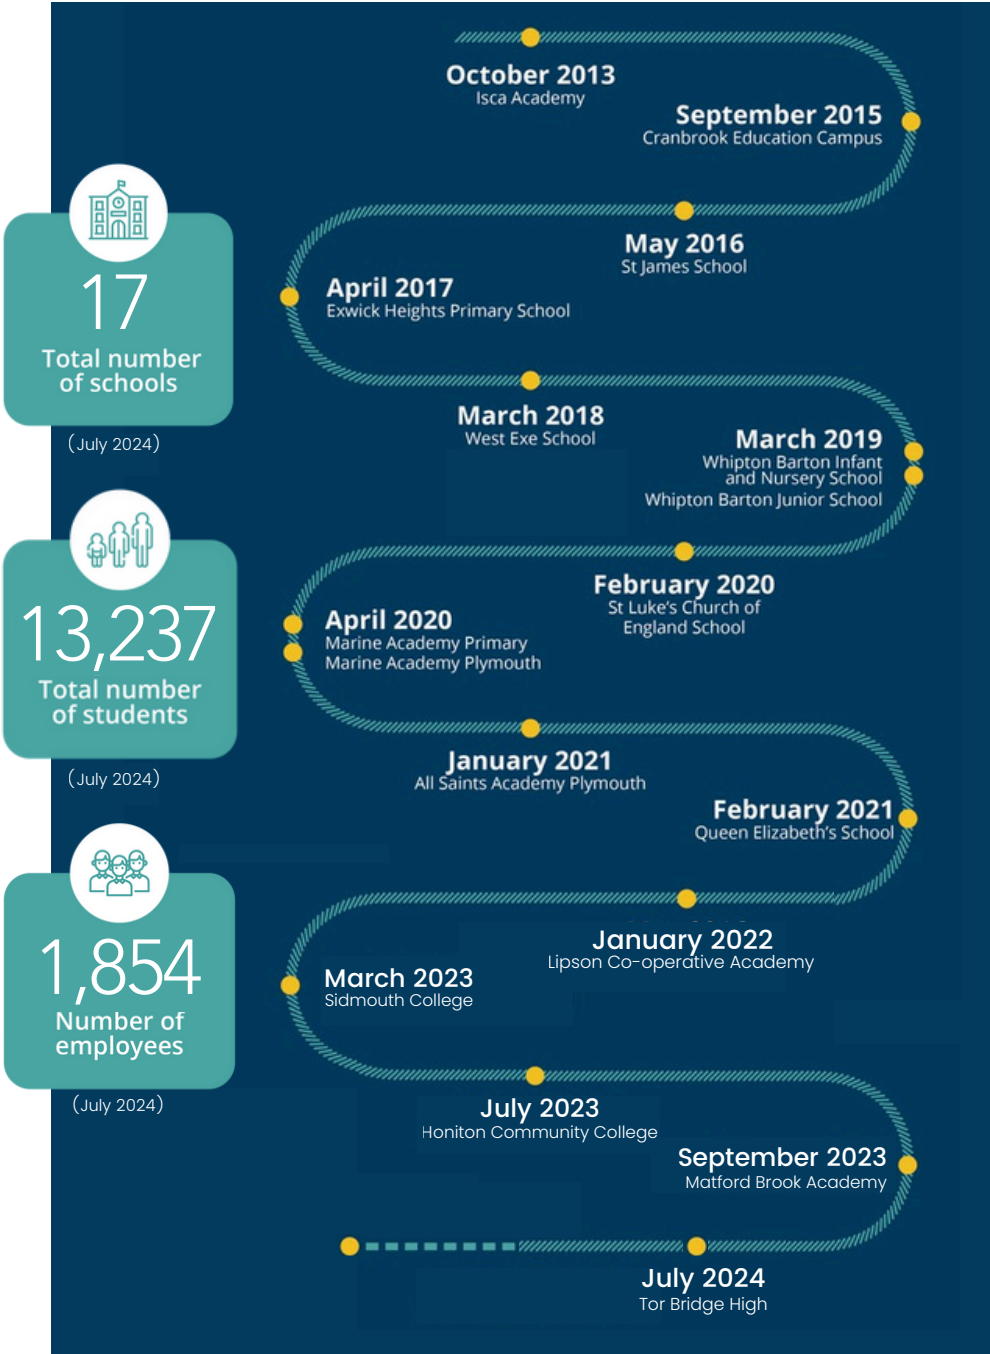 October 2013
Isca Academy
September 2015
Cranbrook Education Campus
May 2016
St James School
April 2017
Exwick Heights Primary School
March 2018
West Exe School
March 2019
Whipton Barton Infant
and Nursery School
Whipton Barton Junior School
February 2020
St Luke's Church of
England School
April 2020
Marine Academy Primary
Marine Academy Plymouth
January 2021
All Saints Academy Plymouth
February 2021
Queen Elizabeth's School
January 2022
Lipson Co-operative Academy
March 2023
Sidmouth College
July 2023
Honiton Community College
September 2023
Matford Brook Academy
July 2024
Tor Bridge High
17
Total number
of schools
(July 2024)
13,237
Total number
of students
(July 2024)
1,854
Number of
employees
(July 2024)